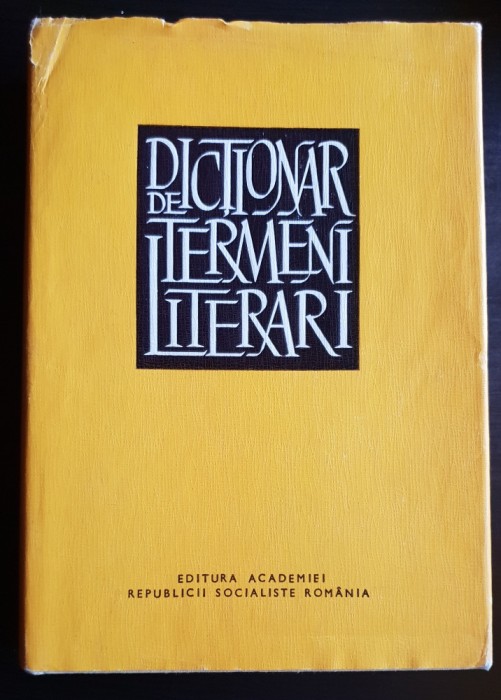 DICȚIONAR
DE
TERMENI
LITERARI
EDITURA ACADEMIEI
REPUBLICII SOCIALISTE ROMÂNIA